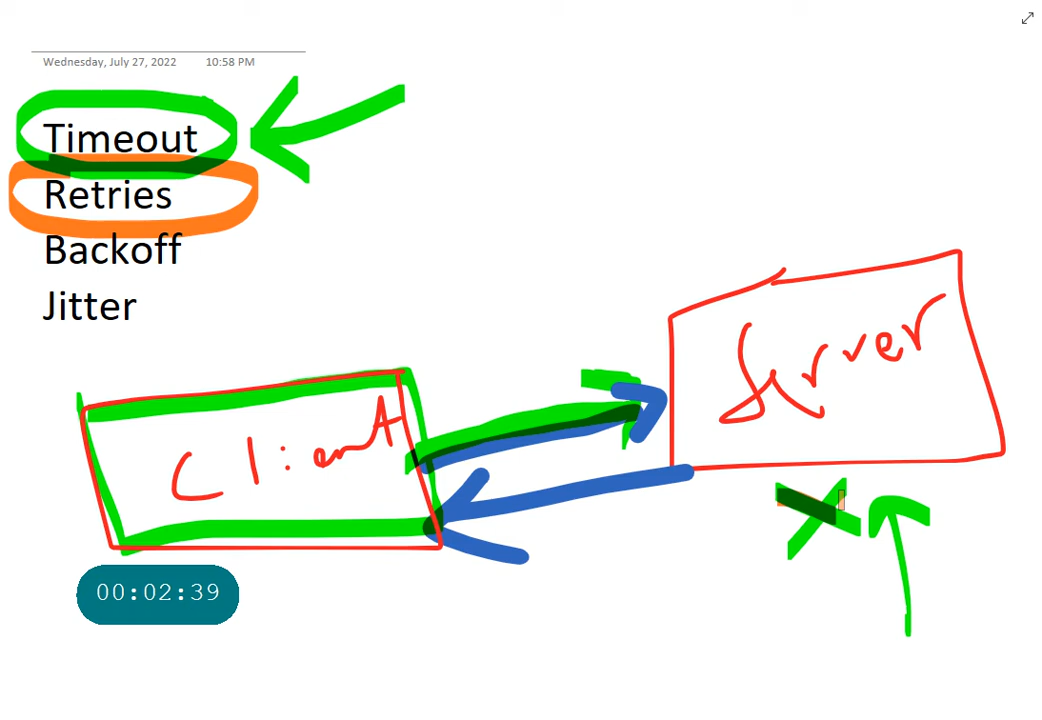 Wednesday, July 27, 2022 10:58 PM
Timeout
Retries
Backoff
Jitter
Server
Client
00:02:39